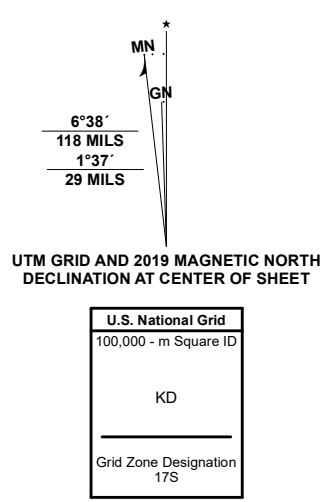 MN
GN
6°38´
118 MILS
1°37´
29 MILS
UTM GRID AND 2019 MAGNETIC NORTH
DECLINATION AT CENTER OF SHEET
U.S. National Grid
100,000 - m Square ID
KD
Grid Zone Designation
17S